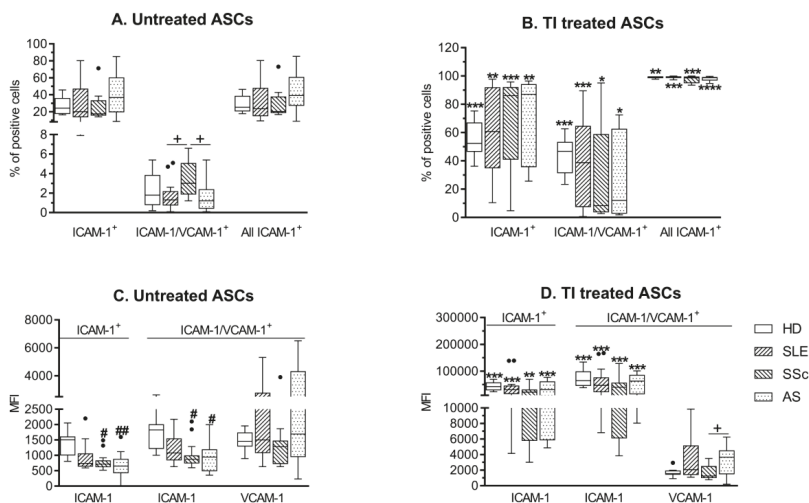 A. Untreated ASCs
% of positive cells
100
80
60
40
20
8
6
4
2
0
+ +
ICAM-1+ ICAM-1/VCAM-1+ All ICAM-1+
B. TI treated ASCs
% of positive cells
120
100
80
60
40
20
0
*** ** *** **
*** * *
** *** *** ****
ICAM-1+ ICAM-1/VCAM-1+ All ICAM-1+
C. Untreated ASCs
MFI
8000
6000
4000
2500
2000
1500
1000
500
0
ICAM-1+ ICAM-1/VCAM-1+
# ## # #
ICAM-1 ICAM-1 VCAM-1
D. TI treated ASCs
MFI
300000
200000
100000
10000
8000
6000
4000
2000
0
ICAM-1+ ICAM-1/VCAM-1+
*** *** ** ***
*** *** *** ***
+
ICAM-1 ICAM-1 VCAM-1
HD
SLE
SSc
AS